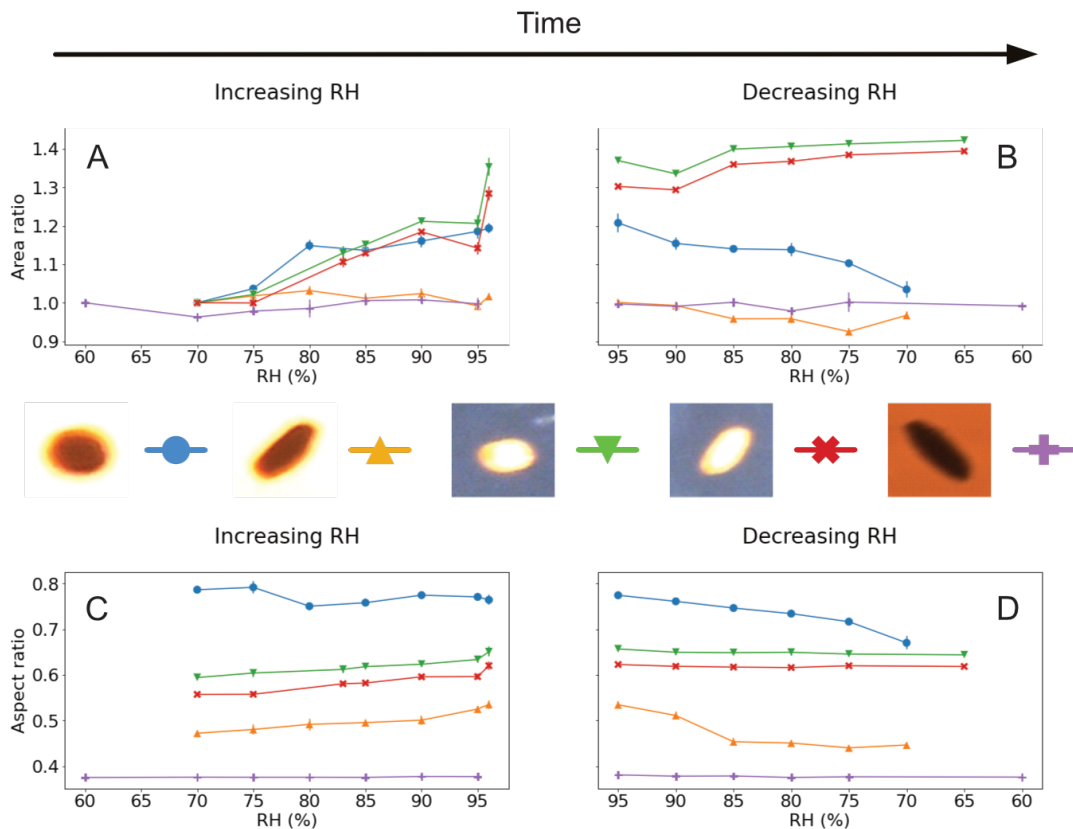 Time
Increasing RH
Decreasing RH
A
B
Area ratio
1.4
1.3
1.2
1.1
1.0
0.9
60 65 70 75 80 85 90 95
RH (%)
95 90 85 80 75 70 65 60
RH (%)
Increasing RH
Decreasing RH
C
D
Aspect ratio
0.8
0.7
0.6
0.5
0.4
60 65 70 75 80 85 90 95
RH (%)
95 90 85 80 75 70 65 60
RH (%)